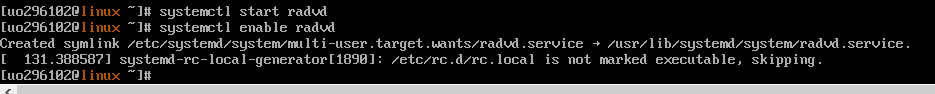 [uo296102@linux ~]# systemctl start radvd
[uo296102@linux ~]# systemctl enable radvd
Created symlink /etc/systemd/system/multi-user.target.wants/radvd.service → /usr/lib/systemd/system/radvd.service.
[  131.388587] systemd-rc-local-generator[1890]: /etc/rc.d/rc.local is not marked executable, skipping.
[uo296102@linux ~]#